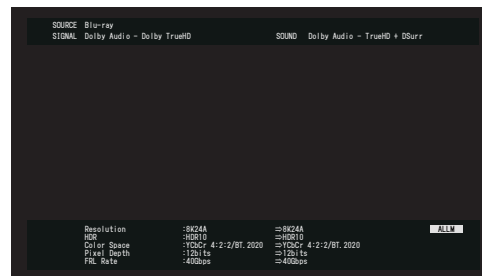 SOURCE Blu-ray
SIGNAL Dolby Audio - Dolby TrueHD SOUND Dolby Audio - TrueHD + DSurr
Resolution :8K24A ⇒8K24A ALLM
HDR :HDR10 ⇒HDR10
Color Space :YCbCr 4:2:2/BT.2020 ⇒YCbCr 4:2:2/BT.2020
Pixel Depth :12bits ⇒12bits
FRL Rate :40Gbps ⇒40Gbps